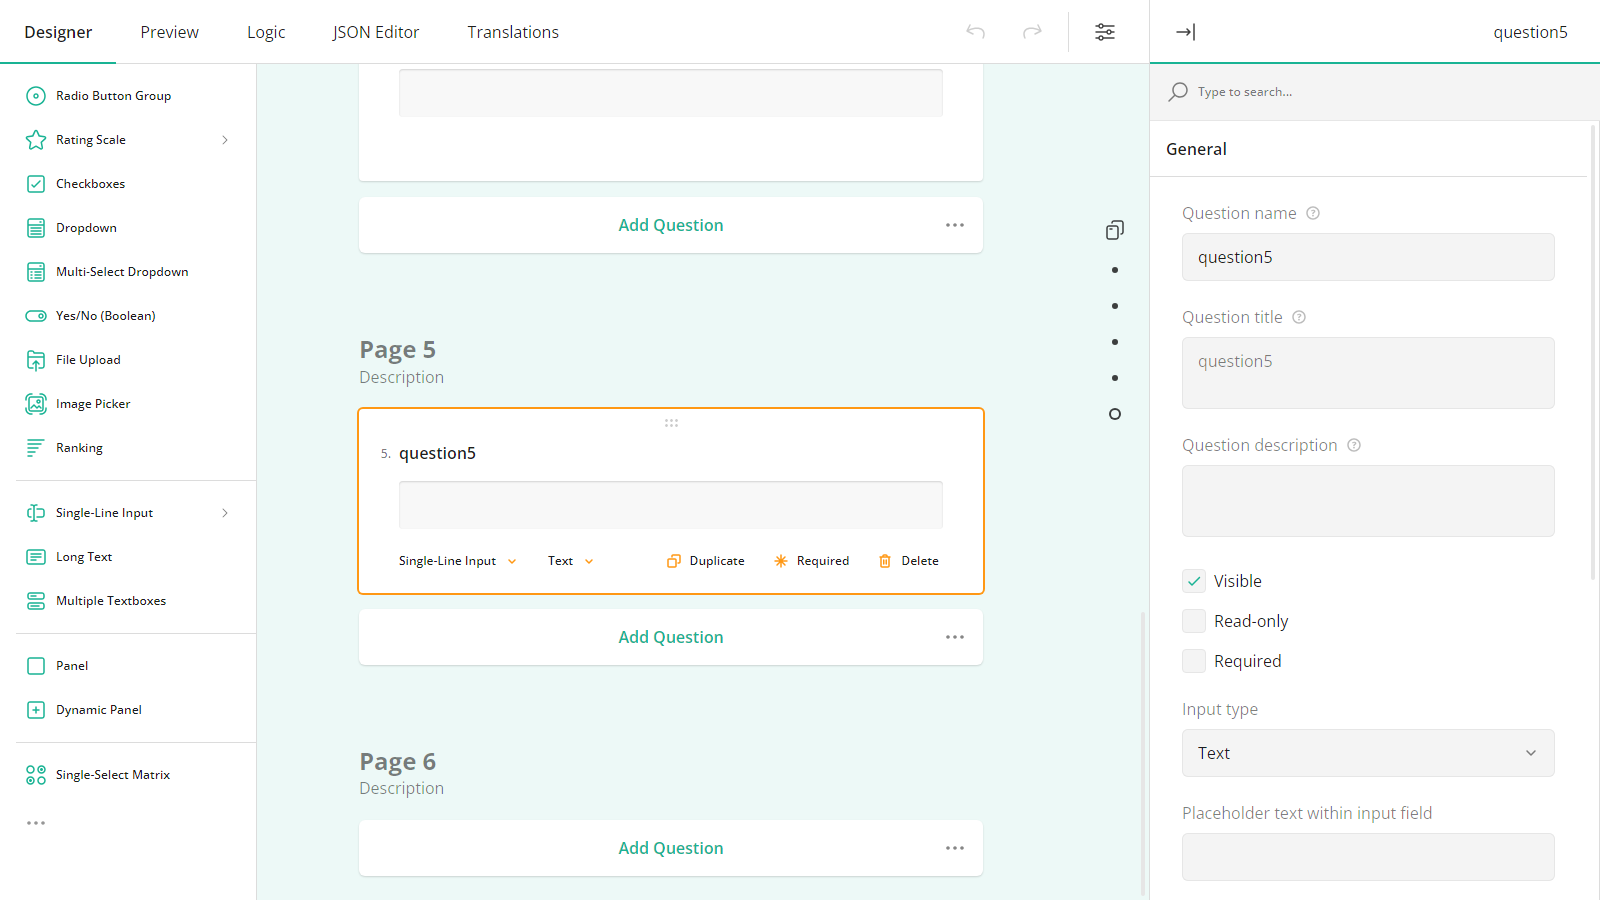 Designer
Preview
Logic
JSON Editor
Translations
question5
Radio Button Group
Rating Scale
Checkboxes
Dropdown
Multi-Select Dropdown
Yes/No (Boolean)
File Upload
Image Picker
Ranking
Single-Line Input
Long Text
Multiple Textboxes
Panel
Dynamic Panel
Single-Select Matrix
Add Question
Page 5
Description
5. question5
Single-Line Input
Text
Duplicate
Required
Delete
Add Question
Page 6
Description
Add Question
Type to search...
General
Question name
question5
Question title
question5
Question description
Visible
Read-only
Required
Input type
Text
Placeholder text within input field